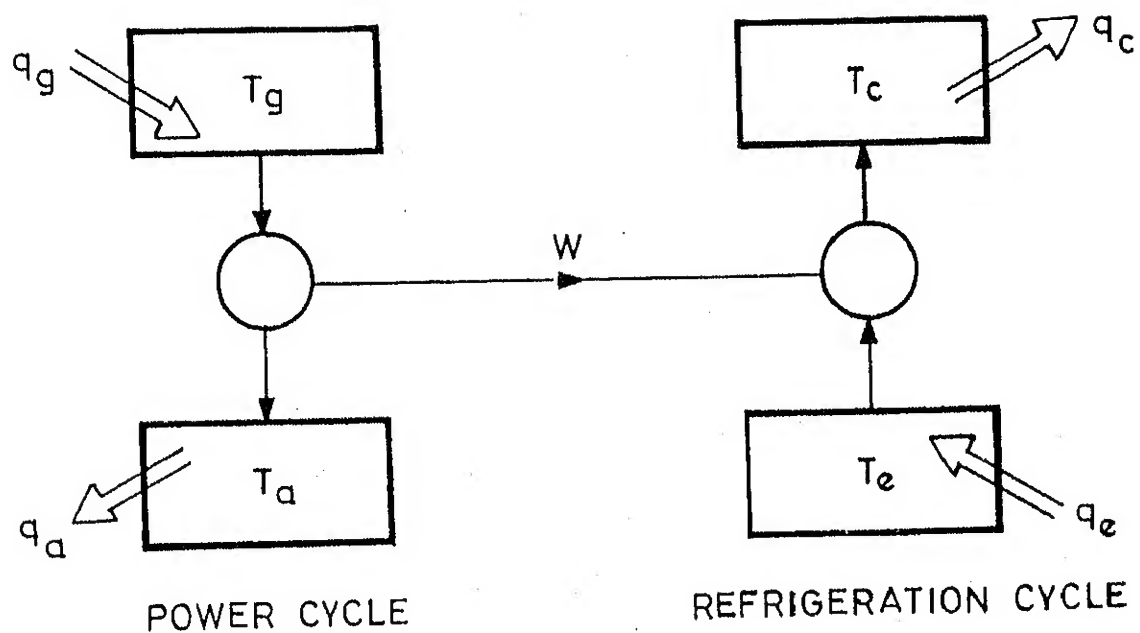 q_g
T_g
T_c
q_c
W
T_a
T_e
q_a
q_e
POWER CYCLE
REFRIGERATION CYCLE